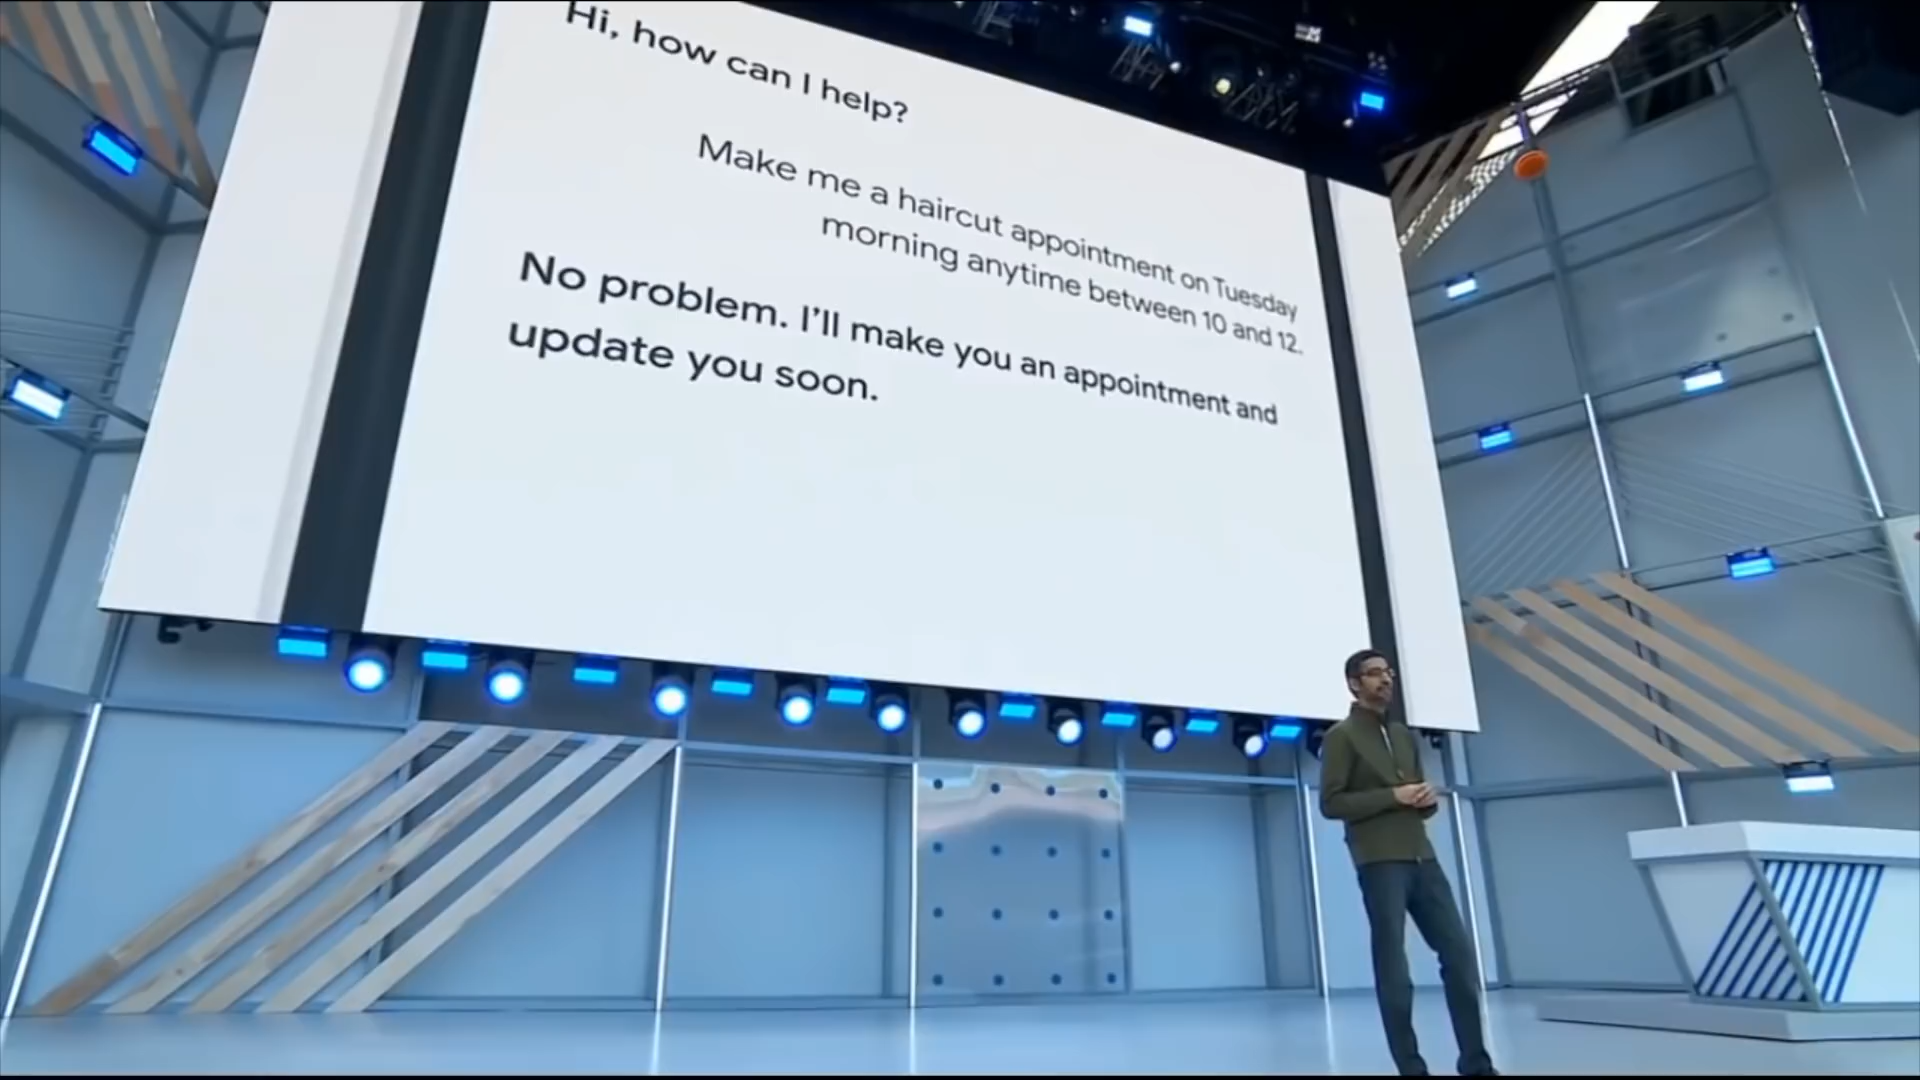 Hi, how can I help?
Make me a haircut appointment on Tuesday
morning anytime between 10 and 12.
No problem. I'll make you an appointment and
update you soon.